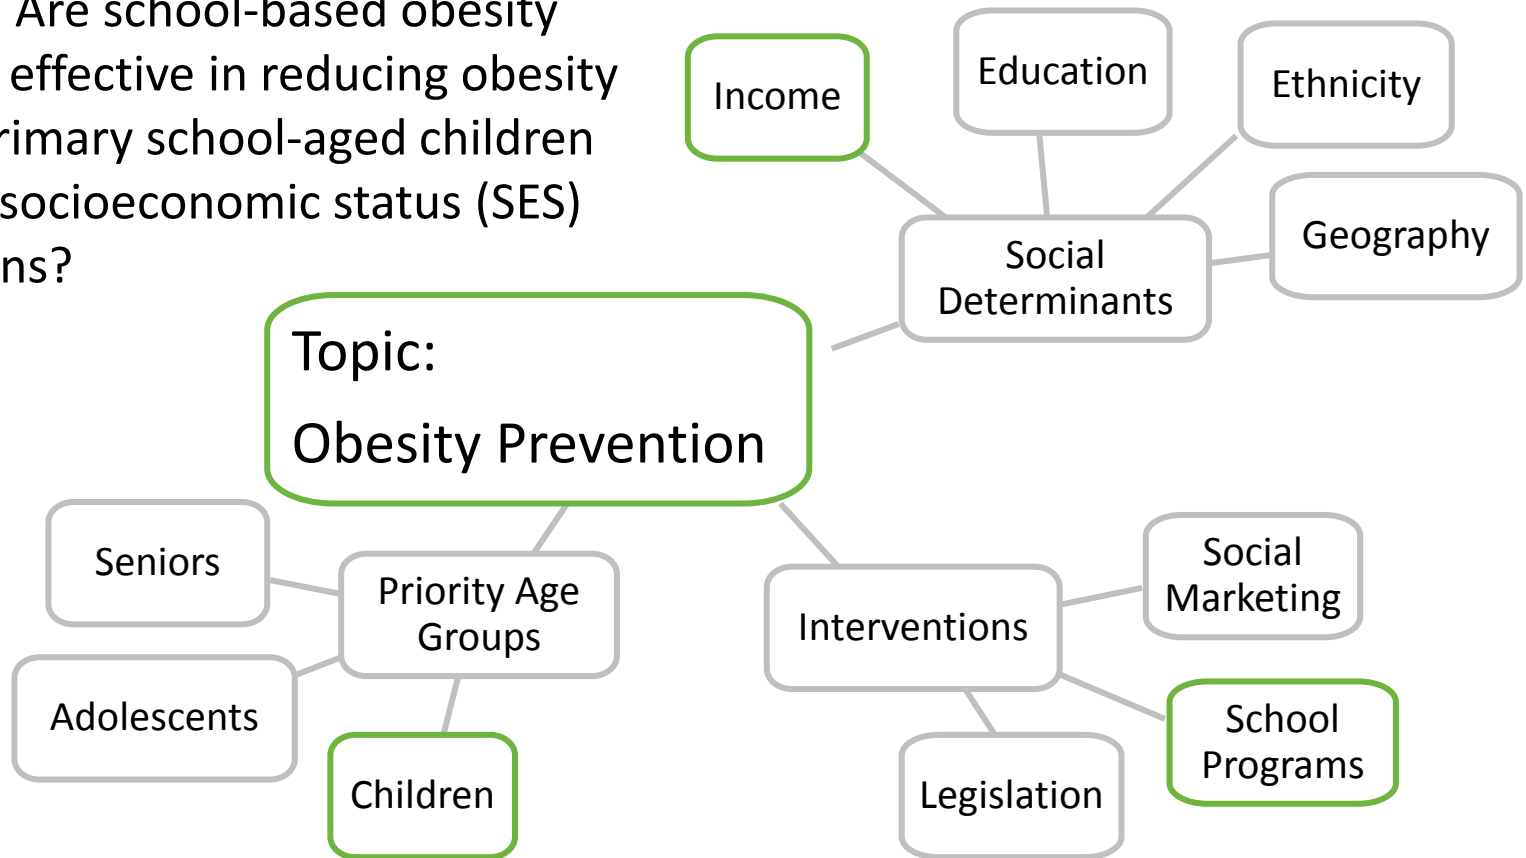 Are school-based obesity
effective in reducing obesity
rimary school-aged children
socioeconomic status (SES)
ns?
Income
Education
Ethnicity
Geography
Social
Determinants
Topic:
Obesity Prevention
Seniors
Priority Age
Groups
Adolescents
Children
Interventions
Social
Marketing
School
Programs
Legislation